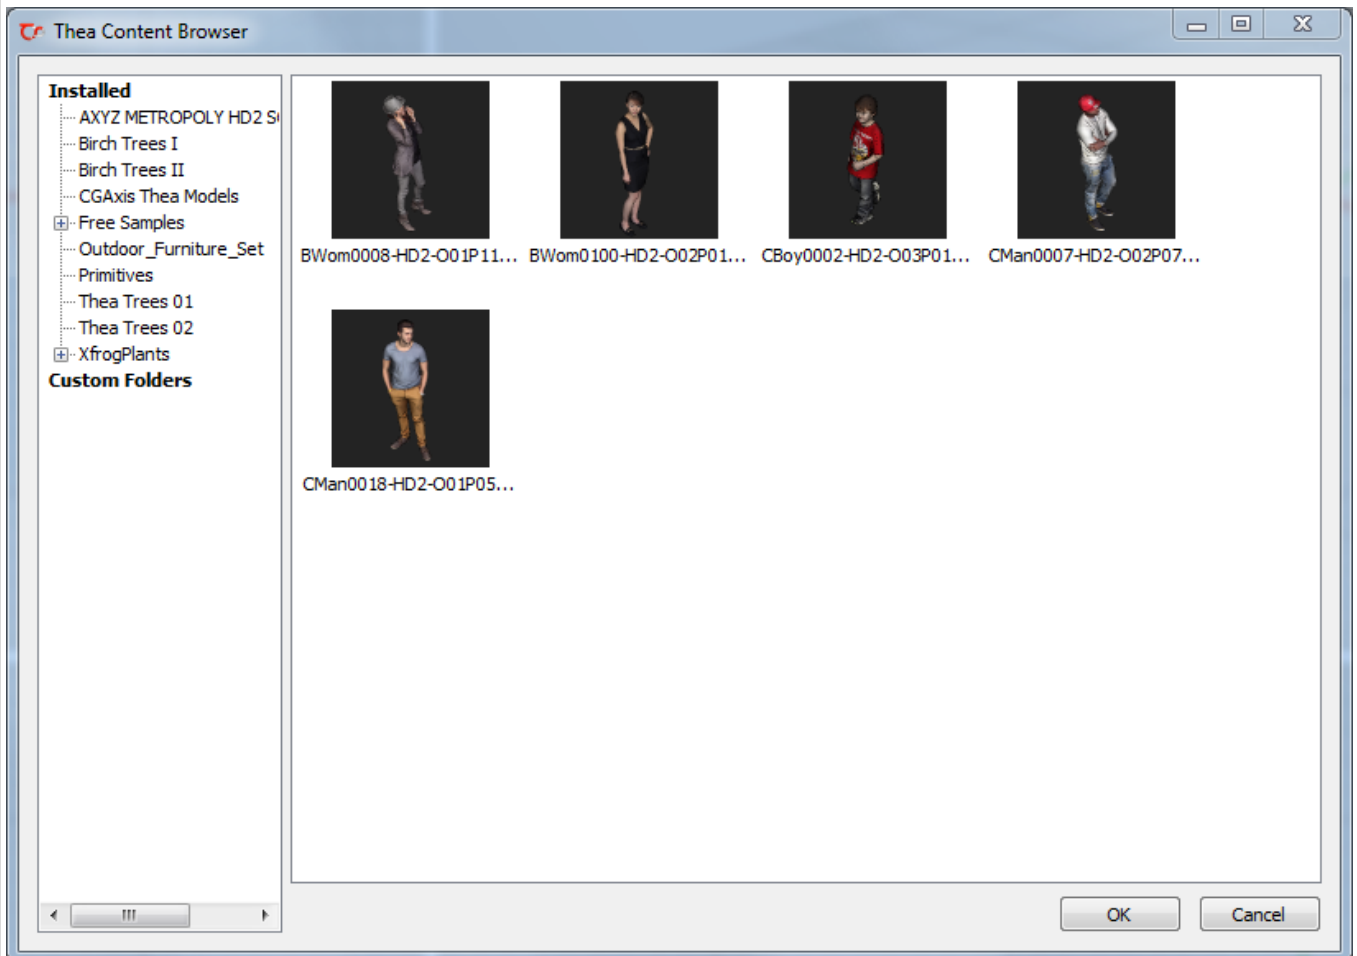 Thea Content Browser
Installed
AXYZ METROPOLY HD2 S
Birch Trees I
Birch Trees II
CGAxis Thea Models
Free Samples
Outdoor_Furniture_Set
Primitives
Thea Trees 01
Thea Trees 02
XfrogPlants
Custom Folders
BWom0008-HD2-O01P11... BWom0100-HD2-O02P01... CBoy0002-HD2-O03P01... CMan0007-HD2-O02P07...
CMan0018-HD2-O01P05...
OK Cancel